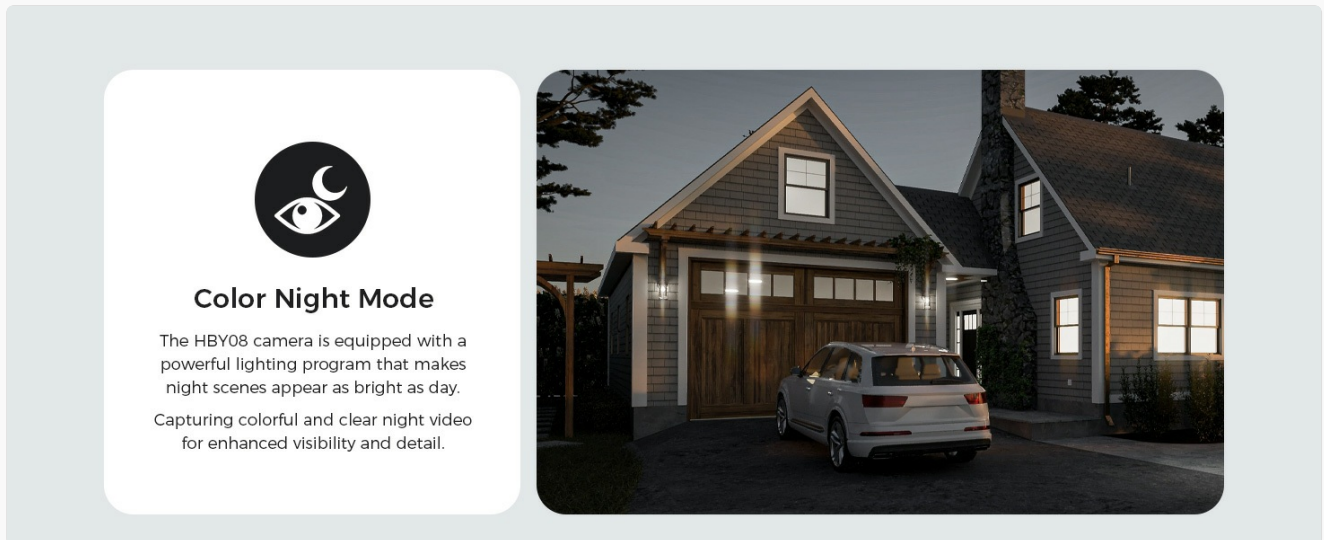 Color Night Mode
The HBY08 camera is equipped with a
powerful lighting program that makes
night scenes appear as bright as day.
Capturing colorful and clear night video
for enhanced visibility and detail.